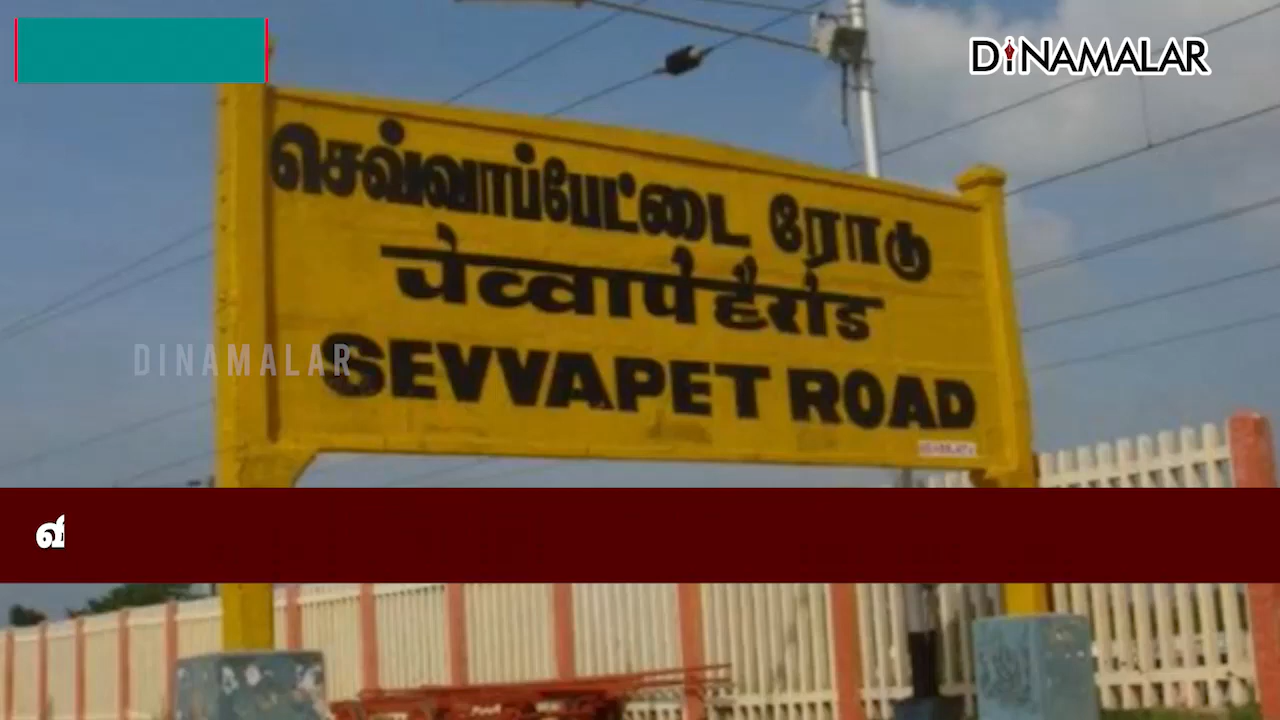 DINAMALAR
செவ்வாப்பேட்டை ரோடு
चेव्वापेट्टैरोड
SEVVAPET ROAD
DINAMALAR
வி